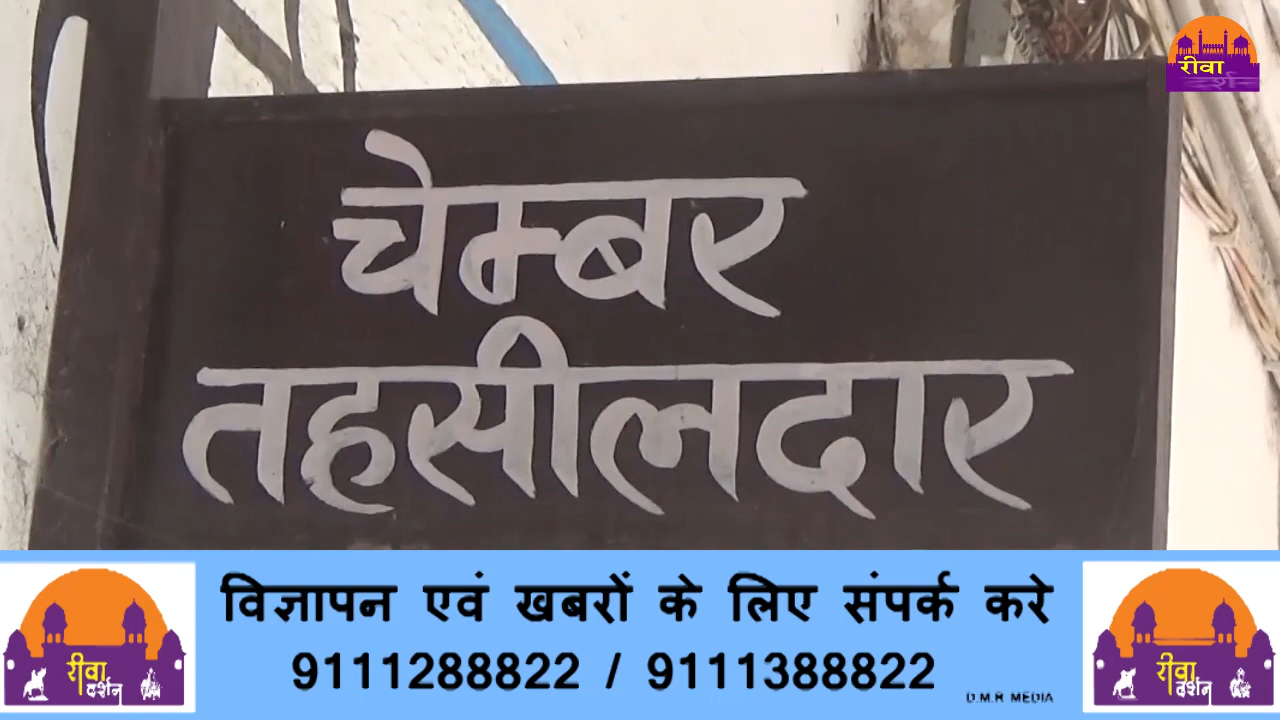 रीवा
चेम्बर
तहसीलदार
विज्ञापन एवं खबरों के लिए संपर्क करे
9111288822 / 9111388822
D.M.R MEDIA
रीवा
दर्शन
रीवा
दर्शन